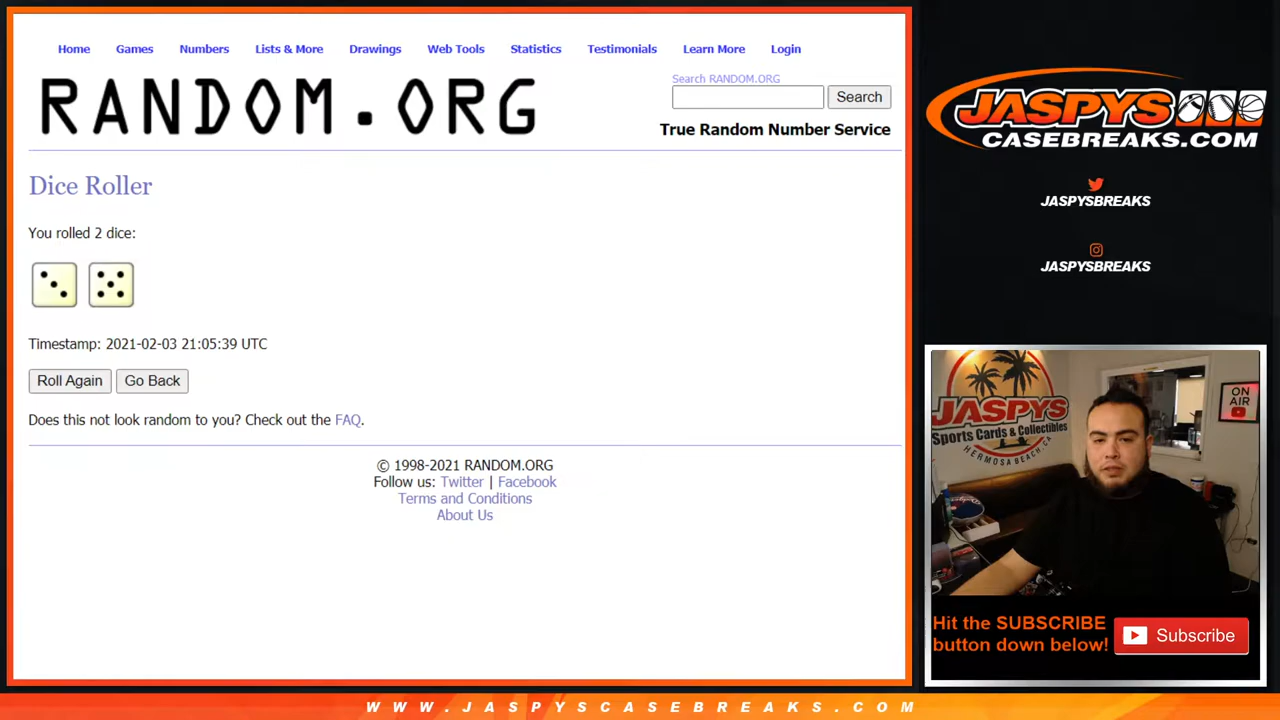 Home Games Numbers Lists & More Drawings Web Tools Statistics Testimonials Learn More Login
RANDOM.ORG
Search RANDOM.ORG
Search
True Random Number Service
Dice Roller
You rolled 2 dice:
Timestamp: 2021-02-03 21:05:39 UTC
Roll Again Go Back
Does this not look random to you? Check out the FAQ.
© 1998-2021 RANDOM.ORG
Follow us: Twitter | Facebook
Terms and Conditions
About Us
JASPYS
CASEBREAKS.COM
JASPYSBREAKS
JASPYSBREAKS
JASPYS
Sports Cards & Collectibles
HERMOSA BEACH, CA
ON
AIR
Hit the SUBSCRIBE
button down below!
Subscribe
WWW.JASPYSCASEBREAKS.COM